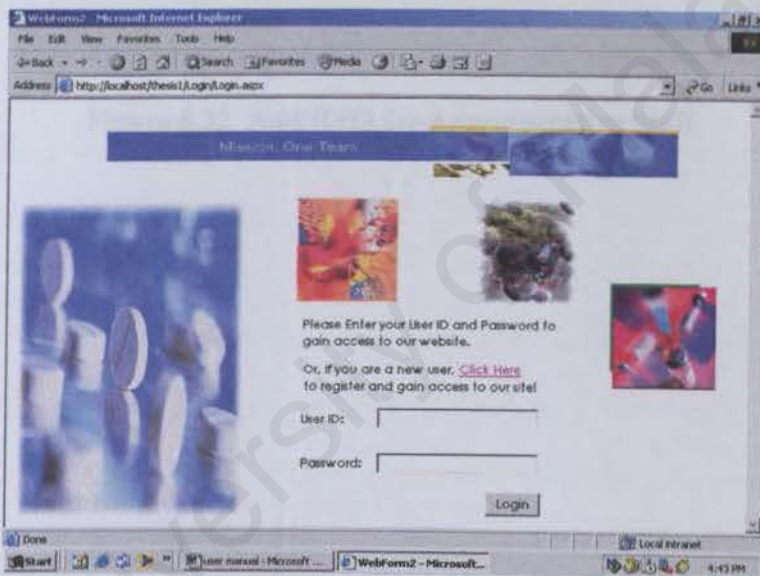 WebForm2 - Microsoft Internet Explorer
File Edit View Favorites Tools Help
Back Search Favorites Media
Address http://localhost/thesis1/Login/Login.aspx Go Links
Mission, One Team
Please Enter your User ID and Password to
gain access to our website.
Or, if you are a new user, Click Here
to register and gain access to our site!
User ID:
Password:
Login
Done Local intranet
Start user manual - Microsoft ... WebForm2 - Microsoft... 4:43 PM